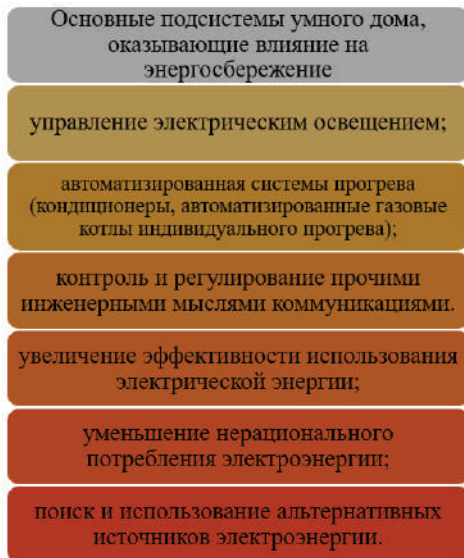 Основные подсистемы умного дома,
оказывающие влияние на
энергосбережение
управление электрическим освещением;
автоматизированная системы прогрева
(кондиционеры, автоматизированные газовые
котлы индивидуального прогрева);
контроль и регулирование прочими
инженерными мыслями коммуникациями.
увеличение эффективности использования
электрической энергии;
уменьшение нерационального
потребления электроэнергии;
поиск и использование альтернативных
источников электроэнергии.